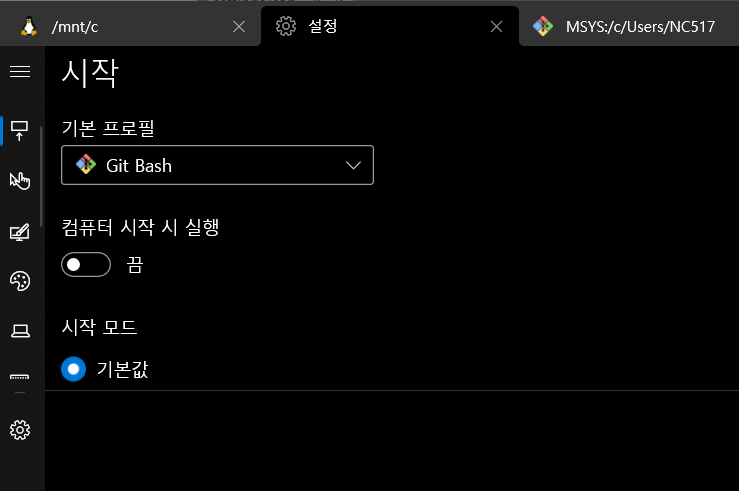 /mnt/c
설정
MSYS:/c/Users/NC517
시작
기본 프로필
Git Bash
컴퓨터 시작 시 실행
끔
시작 모드
기본값